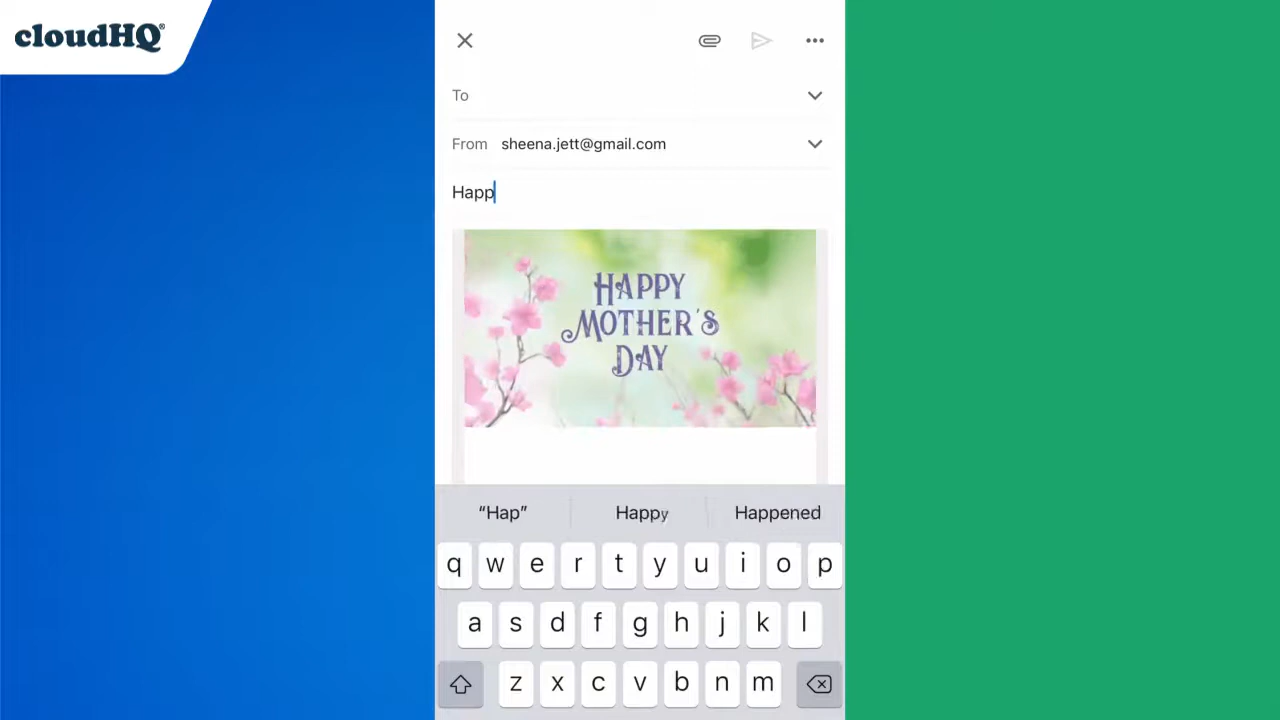 cloudHQ®
To
From sheena.jett@gmail.com
Happ
HAPPY
MOTHER'S
DAY
“Hap” Happy Happened
q w e r t y u i o p
a s d f g h j k l
z x c v b n m